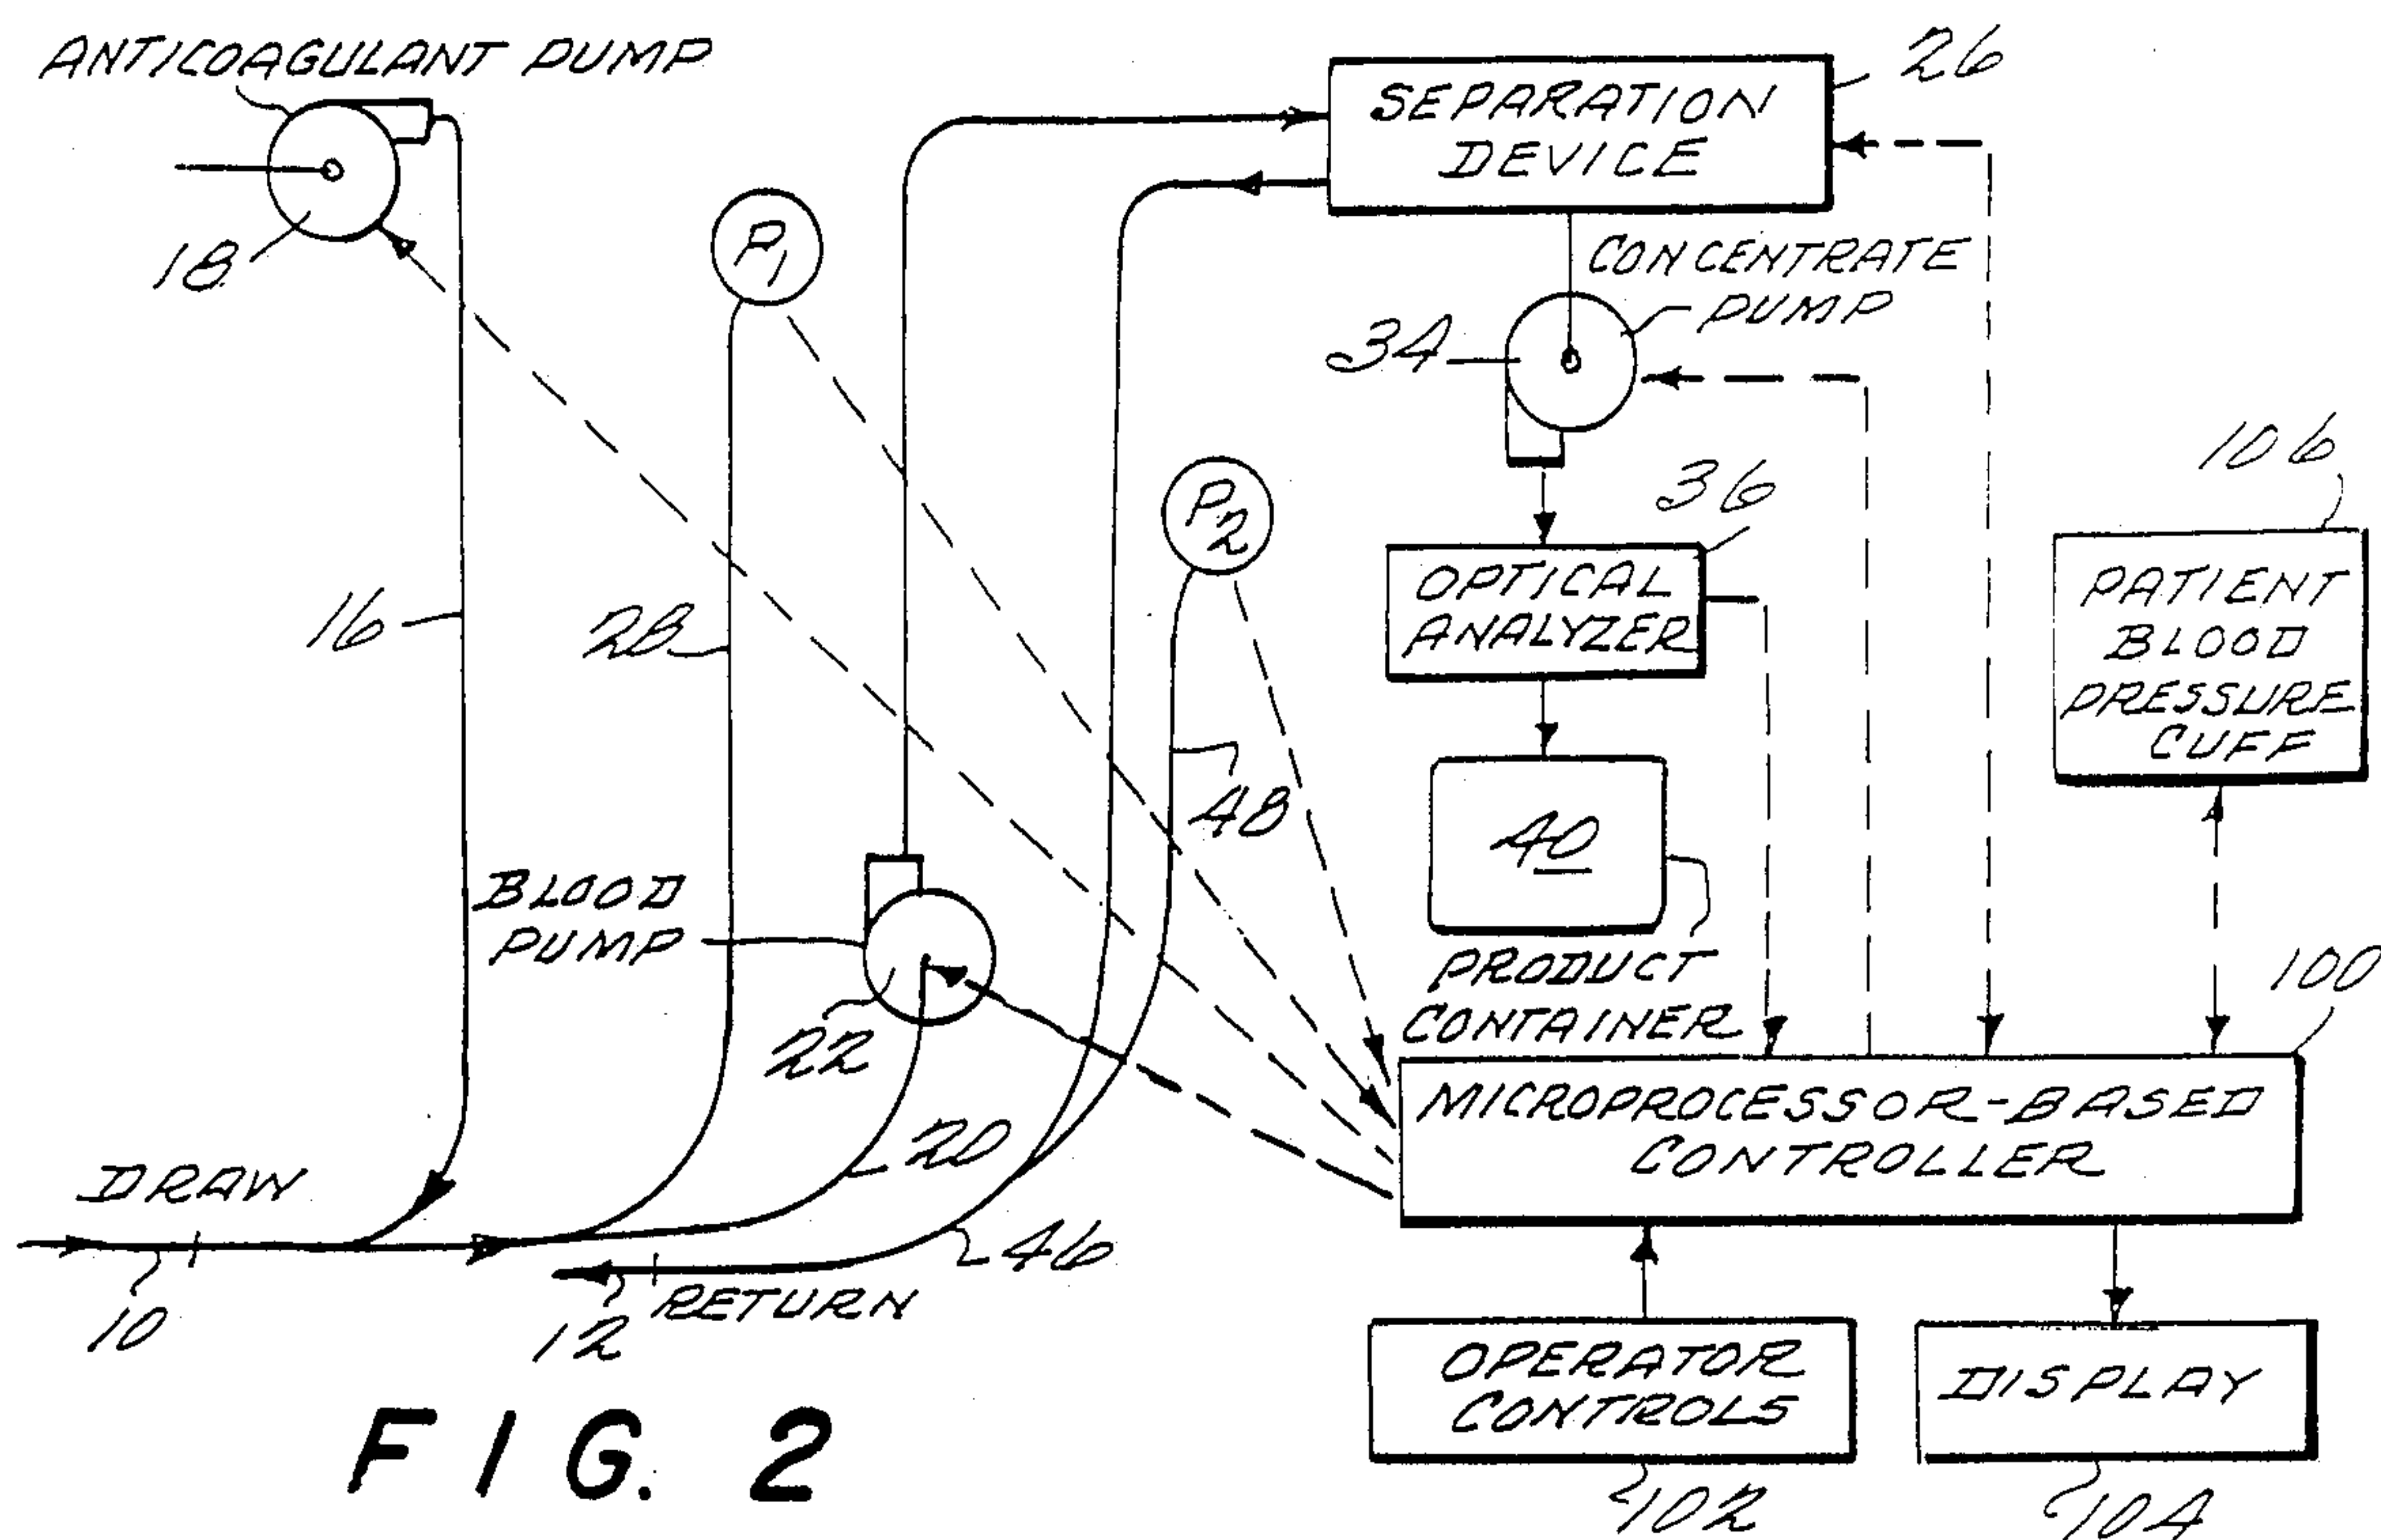 ANTICOAGULANT PUMP
26
SEPARATION
DEVICE
18
P1
CONCENTRATE
PUMP
34
106
36
P2
OPTICAL
ANALYZER
16
28
PATIENT
BLOOD
PRESSURE
CUFF
48
40
BLOOD
PUMP
PRODUCT
CONTAINER
100
22
MICROPROCESSOR-BASED
CONTROLLER
20
DRAW
46
10
12
RETURN
OPERATOR
CONTROLS
DISPLAY
102
104
FIG. 2